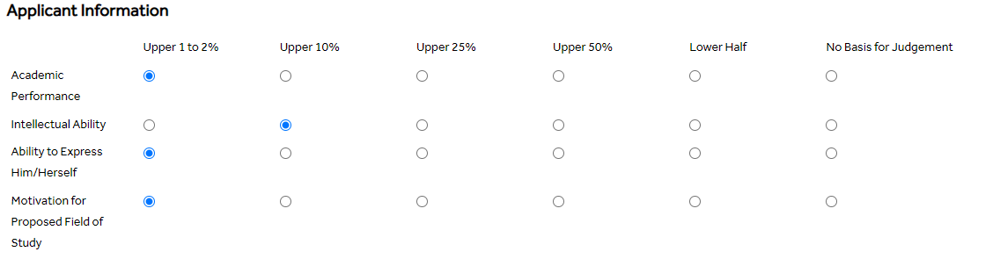 Applicant Information
Upper 1 to 2% Upper 10% Upper 25% Upper 50% Lower Half No Basis for Judgement
Academic
Performance
Intellectual Ability
Ability to Express
Him/Herself
Motivation for
Proposed Field of
Study